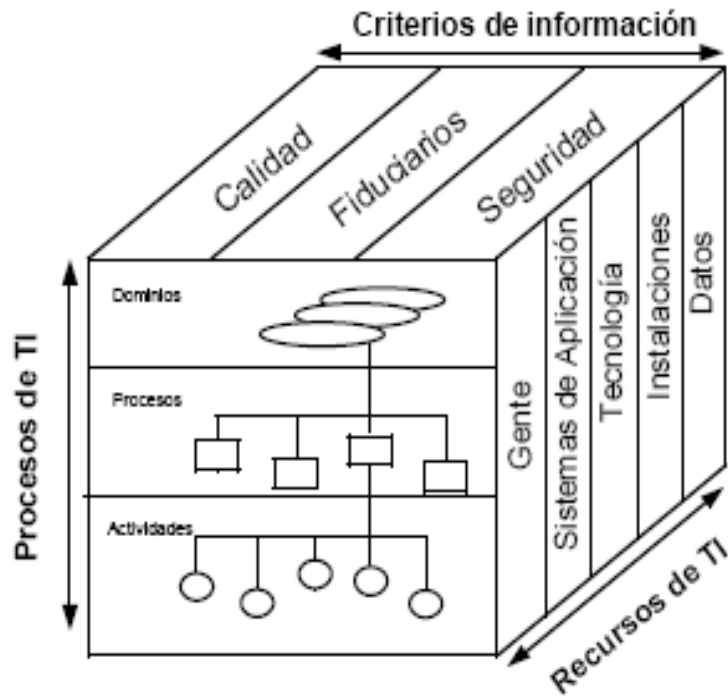 Criterios de información
Calidad
Fiduciarios
Seguridad
Procesos de TI
Dominios
Procesos
Actividades
Gente
Sistemas de Aplicación
Tecnología
Instalaciones
Datos
Recursos de TI